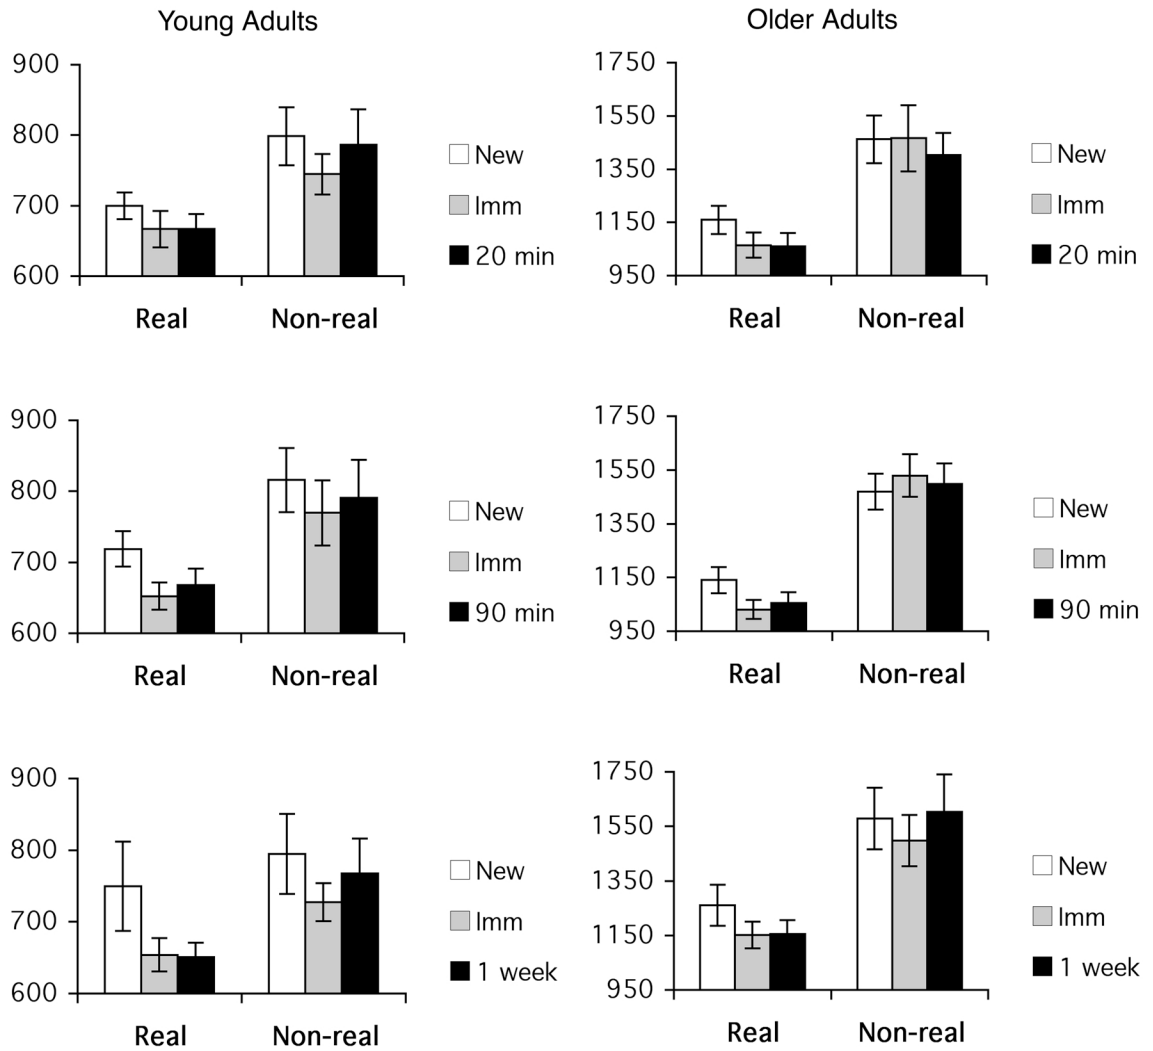 Young Adults
Older Adults
900
800
700
600
Real
Non-real
New
Imm
20 min
1750
1550
1350
1150
950
Real
Non-real
New
Imm
20 min
900
800
700
600
Real
Non-real
New
Imm
90 min
1750
1550
1350
1150
950
Real
Non-real
New
Imm
90 min
900
800
700
600
Real
Non-real
New
Imm
1 week
1750
1550
1350
1150
950
Real
Non-real
New
Imm
1 week